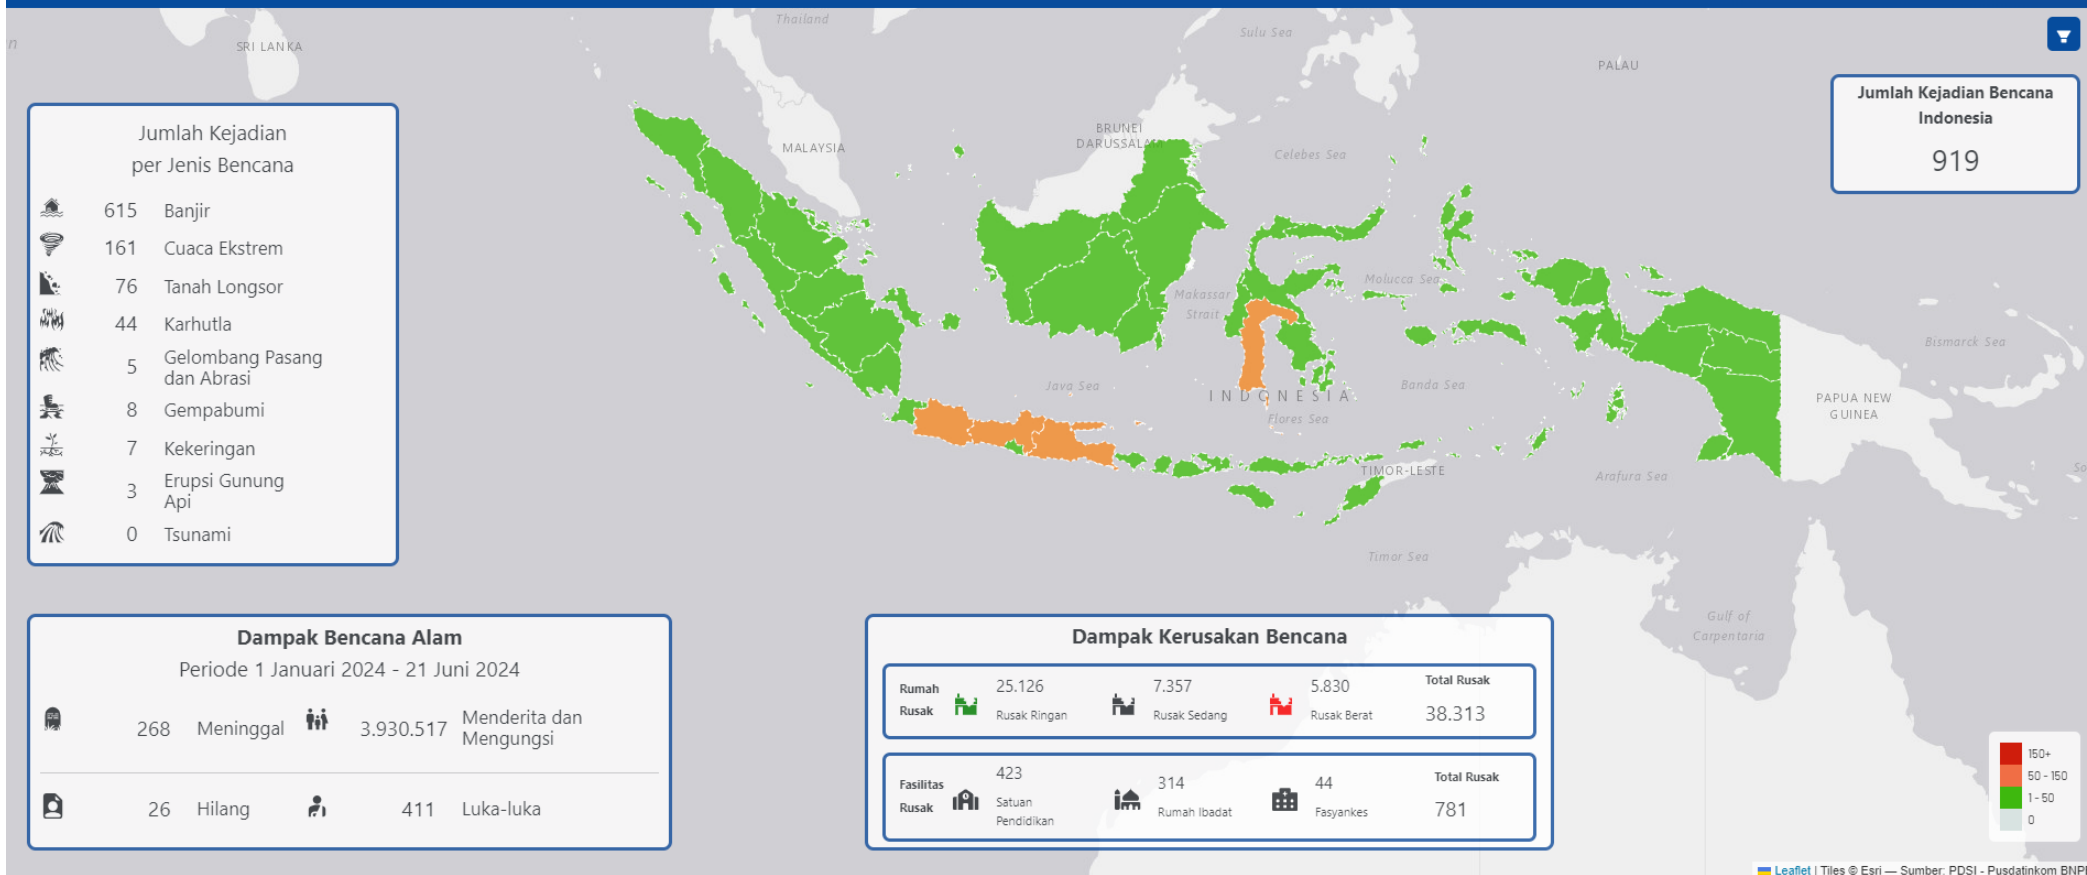 Thailand
Sulu Sea
SRI LANKA
PALAU
Jumlah Kejadian Bencana
Indonesia
919
Jumlah Kejadian
per Jenis Bencana
615 Banjir
161 Cuaca Ekstrem
76 Tanah Longsor
44 Karhutla
5 Gelombang Pasang
dan Abrasi
8 Gempabumi
7 Kekeringan
3 Erupsi Gunung
Api
0 Tsunami
MALAYSIA
BRUNEI
DARUSSALA
Celebes Sea
Makassar
Strait
Molucca Sea
Java Sea
INDONESIA
Banda Sea
Flores Sea
Bismarck Sea
PAPUA NEW
GUINEA
TIMOR-LESTE
Arafura Sea
Timor Sea
Gulf of
Carpentaria
So
Dampak Bencana Alam
Periode 1 Januari 2024 - 21 Juni 2024
268 Meninggal
3.930.517 Menderita dan
Mengungsi
26 Hilang
411 Luka-luka
Dampak Kerusakan Bencana
Rumah
Rusak
25.126
Rusak Ringan
7.357
Rusak Sedang
5.830
Rusak Berat
Total Rusak
38.313
Fasilitas
Rusak
423
Satuan
Pendidikan
314
Rumah Ibadat
44
Fasyankes
Total Rusak
781
150+
50 - 150
1 - 50
0
Leaflet | Tiles © Esri — Sumber: PDSI - Pusdatinkom BNP